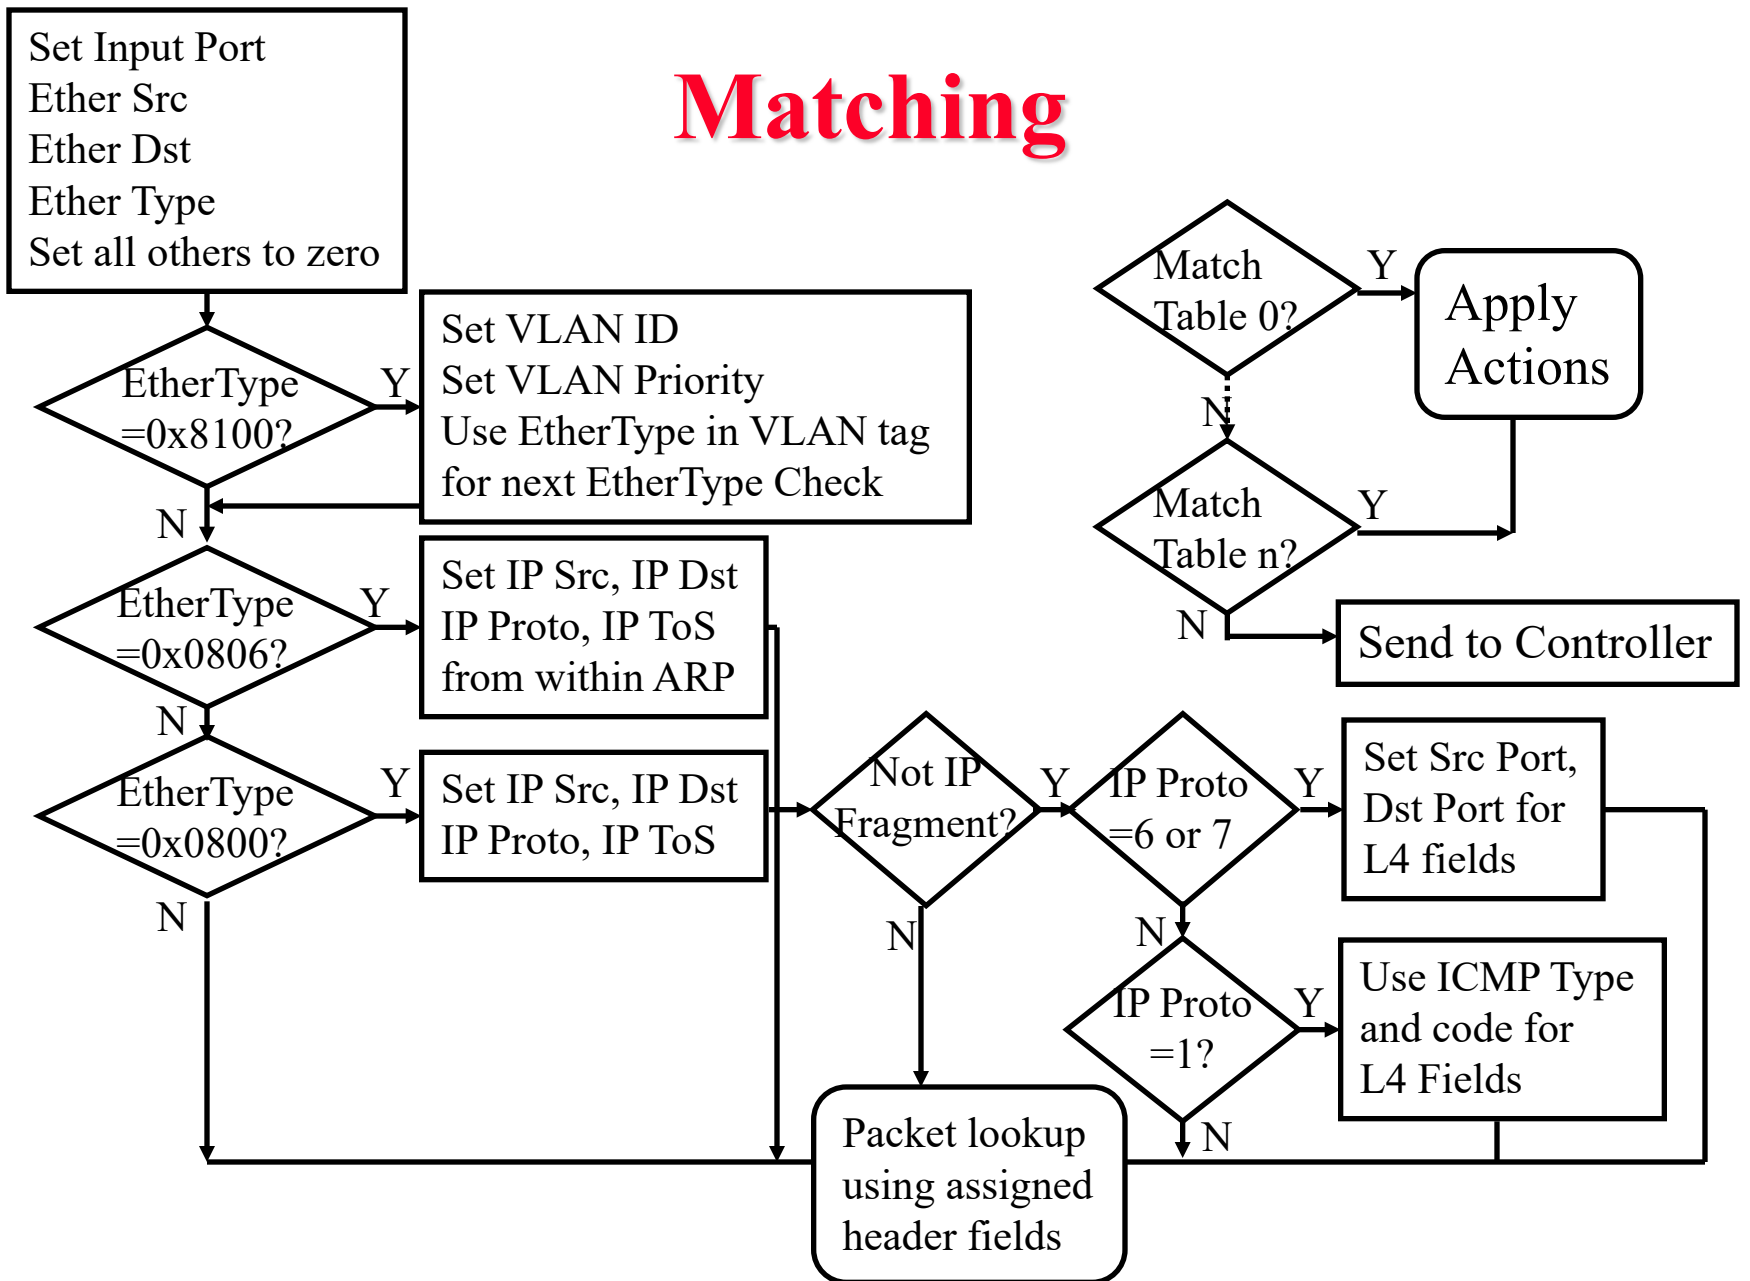 Matching
Set Input Port
Ether Src
Ether Dst
Ether Type
Set all others to zero
EtherType
=0x8100?
Y
N
Set VLAN ID
Set VLAN Priority
Use EtherType in VLAN tag
for next EtherType Check
EtherType
=0x0806?
Y
N
Set IP Src, IP Dst
IP Proto, IP ToS
from within ARP
EtherType
=0x0800?
Y
N
Set IP Src, IP Dst
IP Proto, IP ToS
Not IP
Fragment?
Y
N
IP Proto
=6 or 7
Y
N
Set Src Port,
Dst Port for
L4 fields
IP Proto
=1?
Y
N
Use ICMP Type
and code for
L4 Fields
Packet lookup
using assigned
header fields
Match
Table 0?
Y
N
Apply
Actions
Match
Table n?
Y
N
Send to Controller